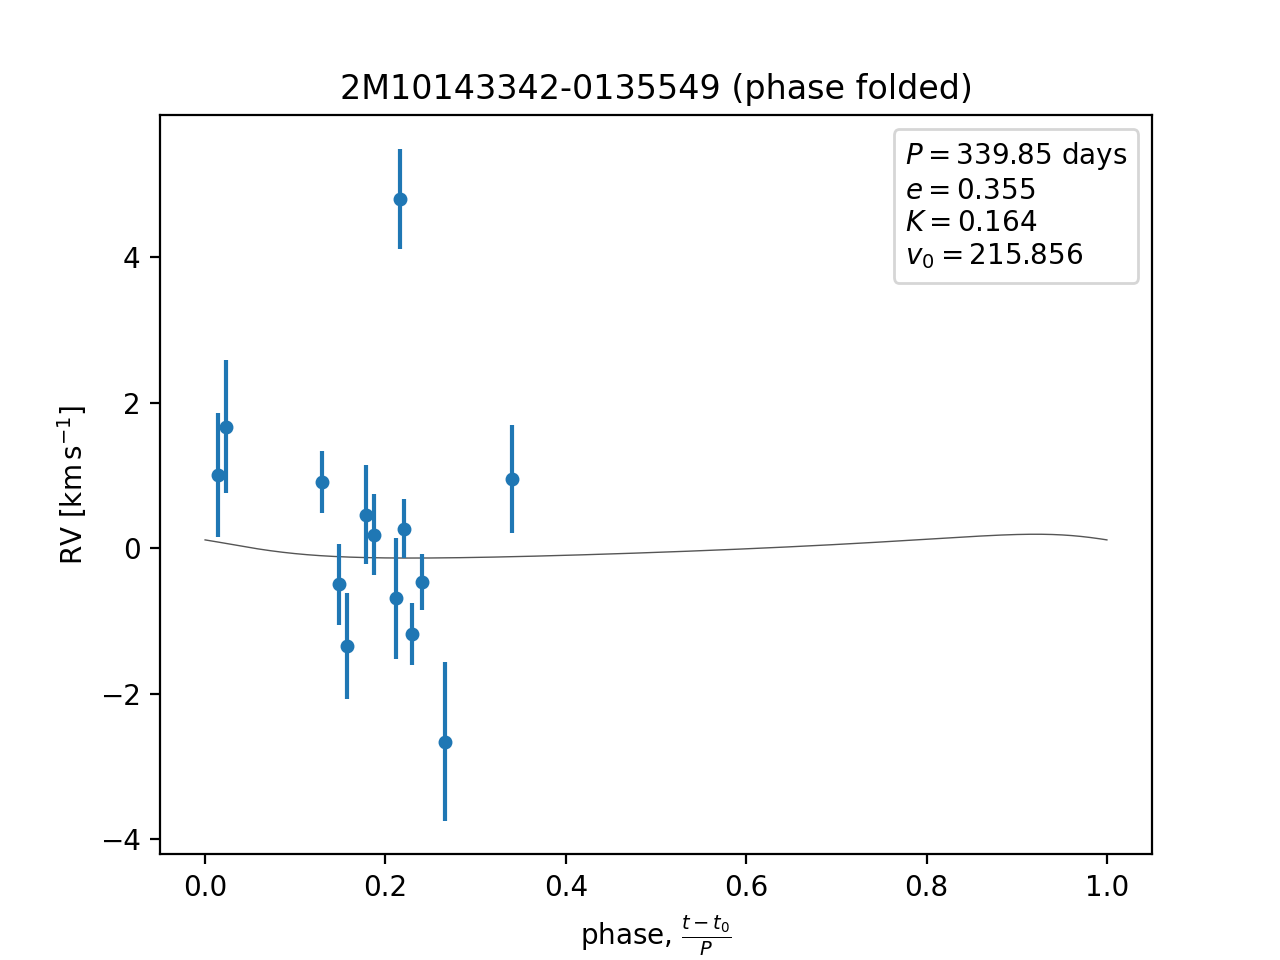 2M10143342-0135549 (phase folded)
P = 339.85 days
e = 0.355
K = 0.164
v₀ = 215.856
4
2
0
−2
−4
RV [km s⁻¹]
0.0 0.2 0.4 0.6 0.8 1.0
phase, (t − t₀)/P